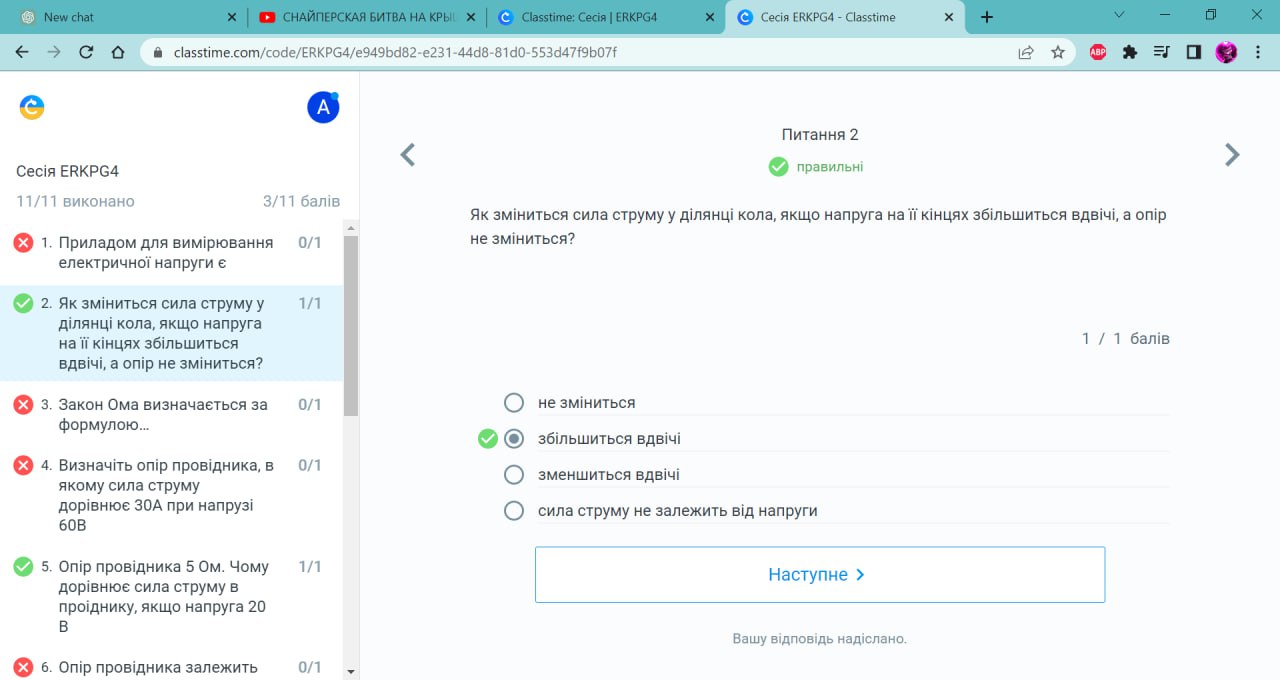 New chat
СНАЙПЕРСКАЯ БИТВА НА КРЫ
Classtime: Сесія | ERKPG4
Сесія ERKPG4 - Classtime
classtime.com/code/ERKPG4/e949bd82-e231-44d8-81d0-553d47f9b07f
ABP
A
Сесія ERKPG4
11/11 виконано 3/11 балів
1. Приладом для вимірювання 0/1
електричної напруги є
2. Як зміниться сила струму у 1/1
ділянці кола, якщо напруга
на її кінцях збільшиться
вдвічі, а опір не зміниться?
3. Закон Ома визначається за 0/1
формулою...
4. Визначіть опір провідника, в 0/1
якому сила струму
дорівнює 30А при напрузі
60В
5. Опір провідника 5 Ом. Чому 1/1
дорівнює сила струму в
проіднику, якщо напруга 20
В
6. Опір провідника залежить 0/1
Питання 2
правильні
Як зміниться сила струму у ділянці кола, якщо напруга на її кінцях збільшиться вдвічі, а опір
не зміниться?
1 / 1 балів
не зміниться
збільшиться вдвічі
зменшиться вдвічі
сила струму не залежить від напруги
Наступне
Вашу відповідь надіслано.